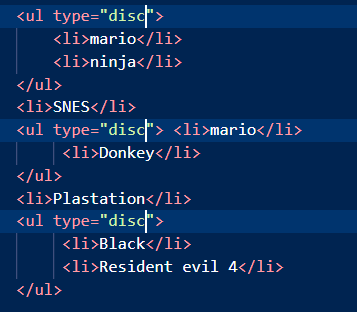 <ul type="disc">
<li>mario</li>
<li>ninja</li>
</ul>
<li>SNES</li>
<ul type="disc"> <li>mario</li>
<li>Donkey</li>
</ul>
<li>Plastation</li>
<ul type="disc">
<li>Black</li>
<li>Resident evil 4</li>
</ul>